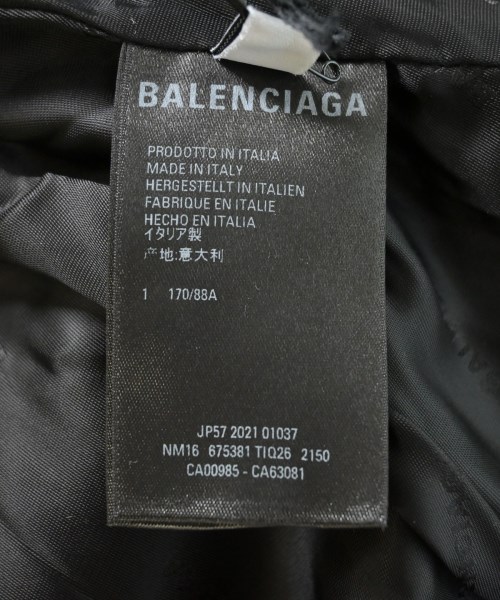 BALENCIAGA
PRODOTTO IN ITALIA
MADE IN ITALY
HERGESTELLT IN ITALIEN
FABRIQUE EN ITALIE
HECHO EN ITALIA
イタリア製
产地:意大利
1 170/88A
JP57 2021 01037
NM16 675381 TIQ26 2150
CA00985 - CA63081